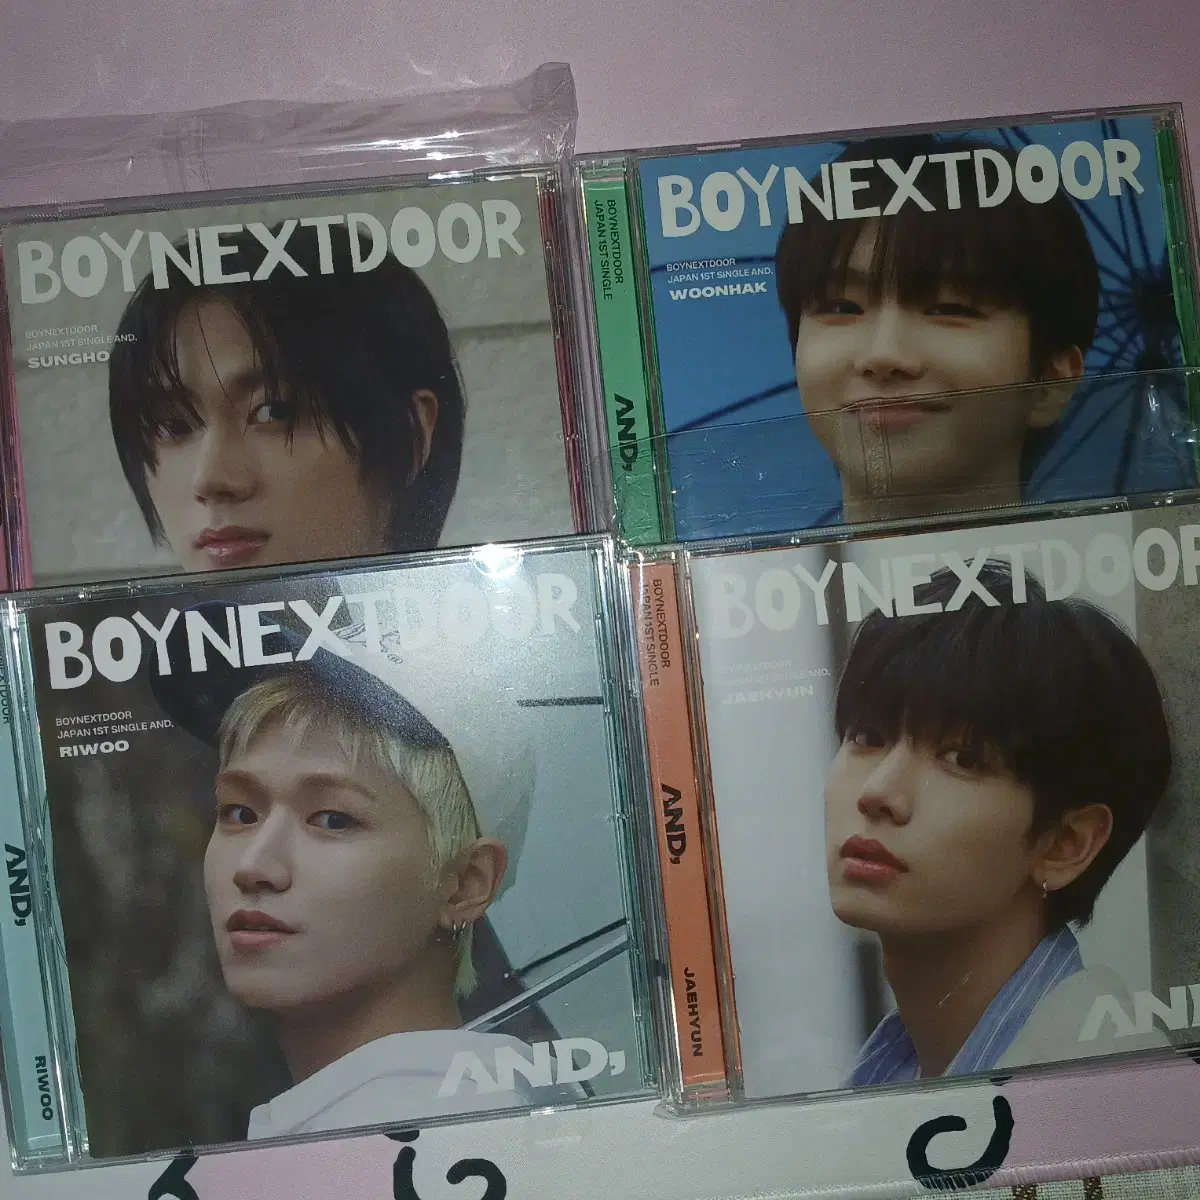 BOYNEXTDOOR
BOYNEXTDOOR
JAPAN 1ST SINGLE AND,
SUNGHO
BOYNEXTDOOR
JAPAN 1ST SINGLE
AND,
BOYNEXTDOOR
BOYNEXTDOOR
JAPAN 1ST SINGLE AND,
WOONHAK
AND,
RIWOO
BOYNEXTDOOR
BOYNEXTDOOR
JAPAN 1ST SINGLE AND,
RIWOO
AND,
BOYNEXTDOOR
JAPAN 1ST SINGLE
AND,
JAEHYUN
BOYNEXTDOOR
BOYNEXTDOOR
JAPAN 1ST SINGLE AND,
JAEHYUN
AND